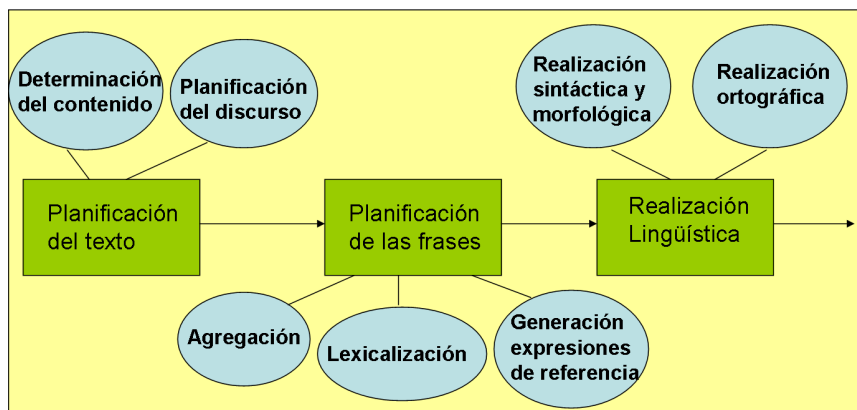 Determinación
del contenido
Planificación
del discurso
Realización
sintáctica y
morfológica
Realización
ortográfica
Planificación
del texto
Planificación
de las frases
Realización
Lingüística
Agregación
Lexicalización
Generación
expresiones
de referencia